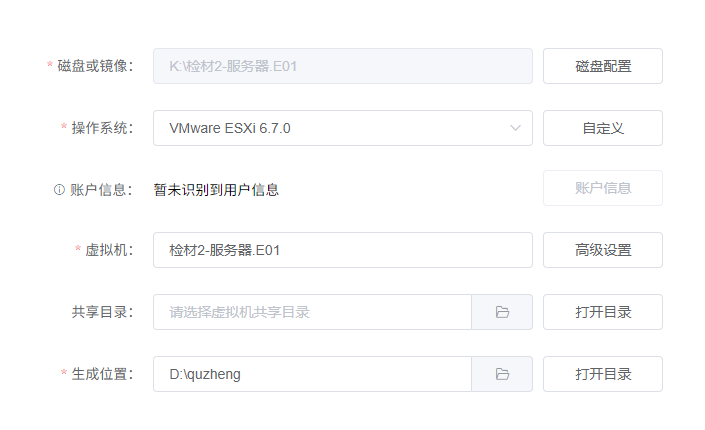 * 磁盘或镜像： K:\检材2-服务器.E01 磁盘配置
* 操作系统： VMware ESXi 6.7.0 自定义
账户信息： 暂未识别到用户信息 账户信息
* 虚拟机： 检材2-服务器.E01 高级设置
共享目录： 请选择虚拟机共享目录 打开目录
* 生成位置： D:\quzheng 打开目录